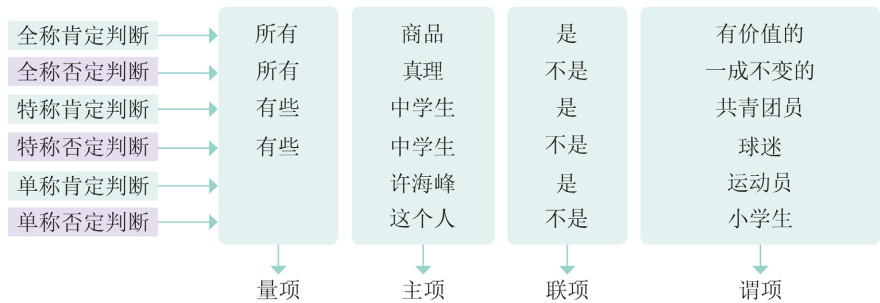 全称肯定判断 所有 商品 是 有价值的
全称否定判断 所有 真理 不是 一成不变的
特称肯定判断 有些 中学生 是 共青团员
特称否定判断 有些 中学生 不是 球迷
单称肯定判断 许海峰 是 运动员
单称否定判断 这个人 不是 小学生
量项 主项 联项 谓项